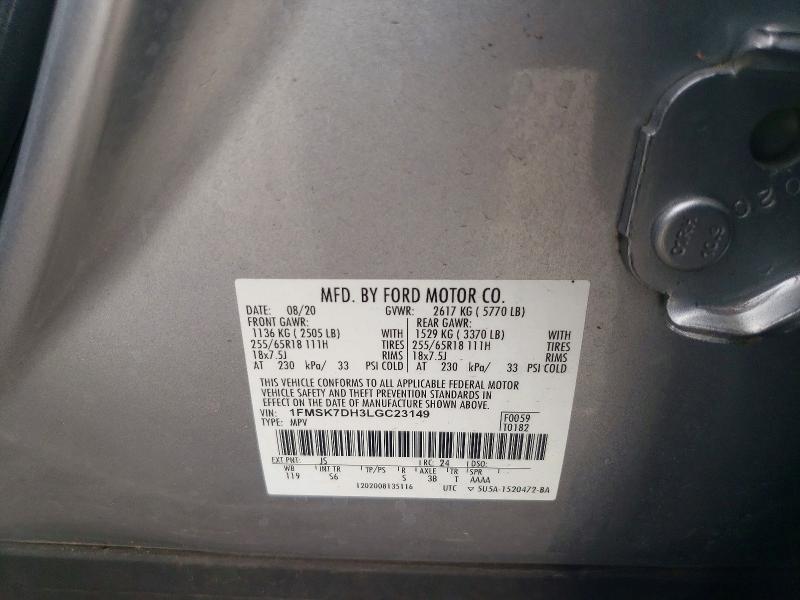 MFD. BY FORD MOTOR CO.
DATE: 08/20 GVWR: 2617 KG ( 5770 LB)
FRONT GAWR: REAR GAWR:
1136 KG ( 2505 LB) WITH 1529 KG ( 3370 LB) WITH
255/65R18 111H TIRES 255/65R18 111H TIRES
18x7.5J RIMS 18x7.5J RIMS
AT 230 kPa/ 33 PSI COLD AT 230 kPa/ 33 PSI COLD
THIS VEHICLE CONFORMS TO ALL APPLICABLE FEDERAL MOTOR
VEHICLE SAFETY AND THEFT PREVENTION STANDARDS IN
EFFECT ON THE DATE OF MANUFACTURE SHOWN ABOVE.
VIN: 1FMSK7DH3LGC23149 F0059
TYPE: MPV T0182
EXT PNT: JS RC: 24 DSO:
WB INT TR TP/PS R AXLE TR SPR
119 S6 S 3B T AAAA
1202008135116 UTC ▽ 5U5A-1520472-BA